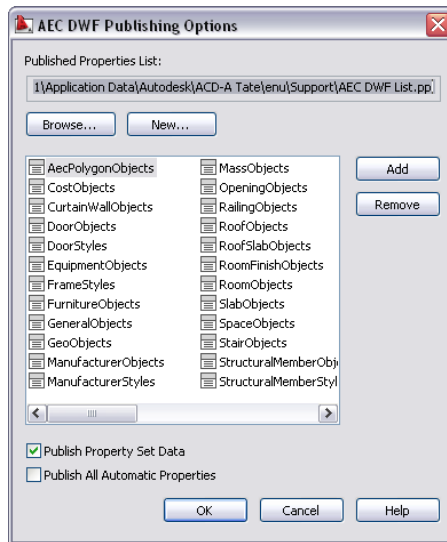 AEC DWF Publishing Options
Published Properties List:
1\Application Data\Autodesk\ACD-A Tate\enu\Support\AEC DWF List.pp
Browse...
New...
AecPolygonObjects
CostObjects
CurtainWallObjects
DoorObjects
DoorStyles
EquipmentObjects
FrameStyles
FurnitureObjects
GeneralObjects
GeoObjects
ManufacturerObjects
ManufacturerStyles
MassObjects
OpeningObjects
RailingObjects
RoofObjects
RoofSlabObjects
RoomFinishObjects
RoomObjects
SlabObjects
SpaceObjects
StairObjects
StructuralMemberObj
StructuralMemberStyl
Add
Remove
Publish Property Set Data
Publish All Automatic Properties
OK
Cancel
Help